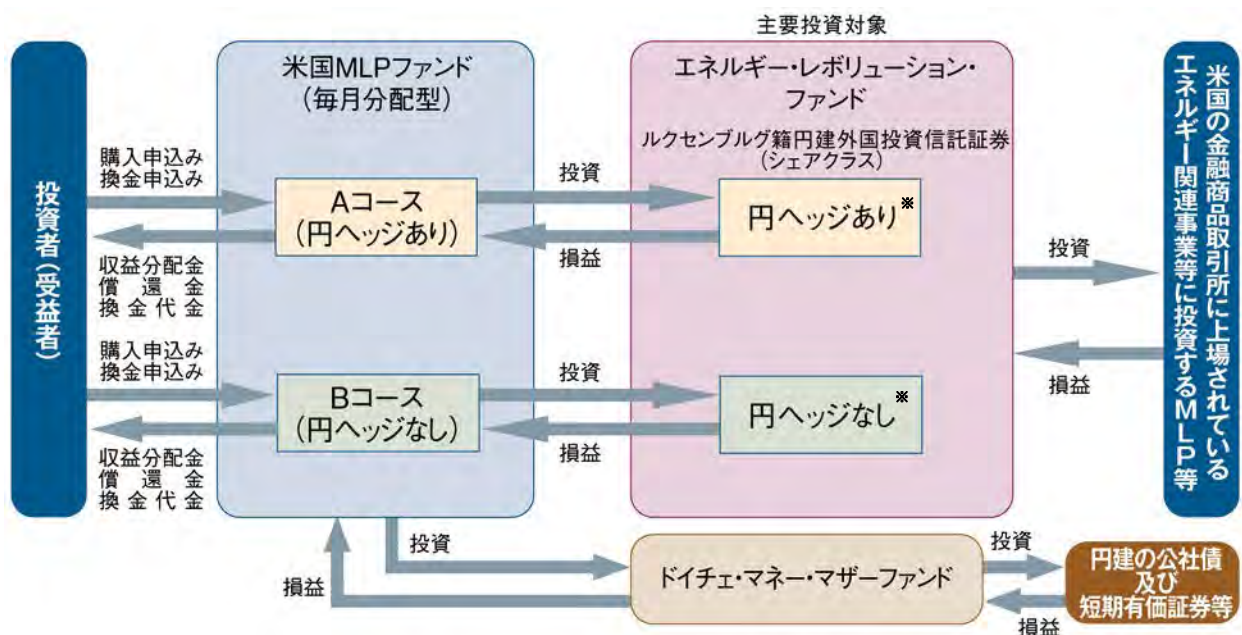 主要投資対象
投資者(受益者)
購入申込み
換金申込み
収益分配金
償還金
換金代金
購入申込み
換金申込み
収益分配金
償還金
換金代金
米国MLPファンド
(毎月分配型)
Aコース
(円ヘッジあり)
Bコース
(円ヘッジなし)
投資
損益
投資
損益
エネルギー・レボリューション・
ファンド
ルクセンブルグ籍円建外国投資信託証券
(シェアクラス)
円ヘッジあり※
円ヘッジなし※
投資
損益
米国の金融商品取引所に上場されている
エネルギー関連事業等に投資するMLP等
投資
損益
ドイチェ・マネー・マザーファンド
投資
損益
円建の公社債
及び
短期有価証券等